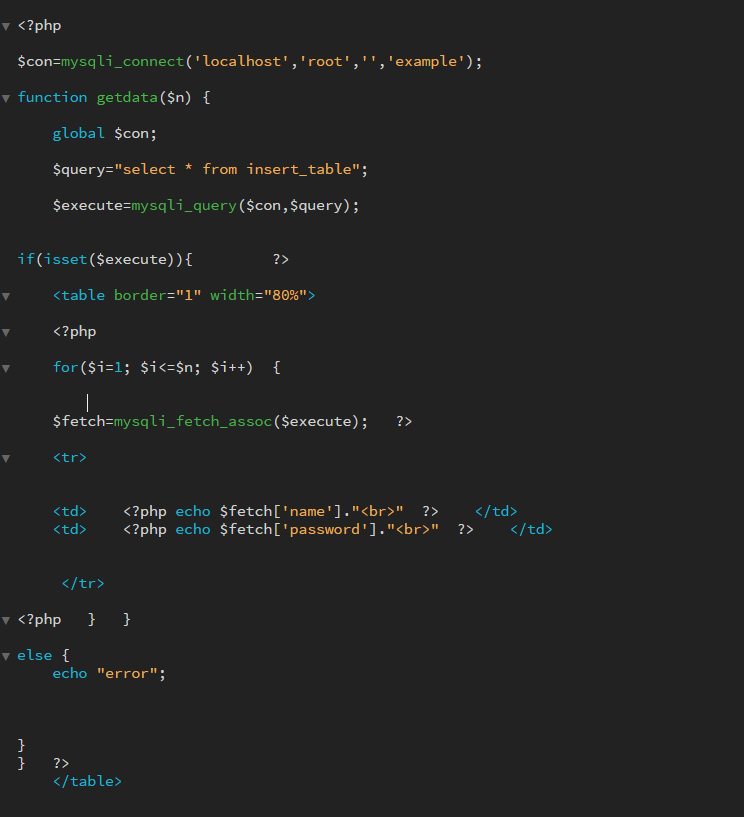 <?php
$con=mysqli_connect('localhost','root','','example');
function getdata($n) {
global $con;
$query="select * from insert_table";
$execute=mysqli_query($con,$query);
if(isset($execute)){ ?>
<table border="1" width="80%">
<?php
for($i=1; $i<=$n; $i++) {
$fetch=mysqli_fetch_assoc($execute); ?>
<tr>
<td> <?php echo $fetch['name']."<br>" ?> </td>
<td> <?php echo $fetch['password']."<br>" ?> </td>
</tr>
<?php } }
else {
echo "error";
}
} ?>
</table>